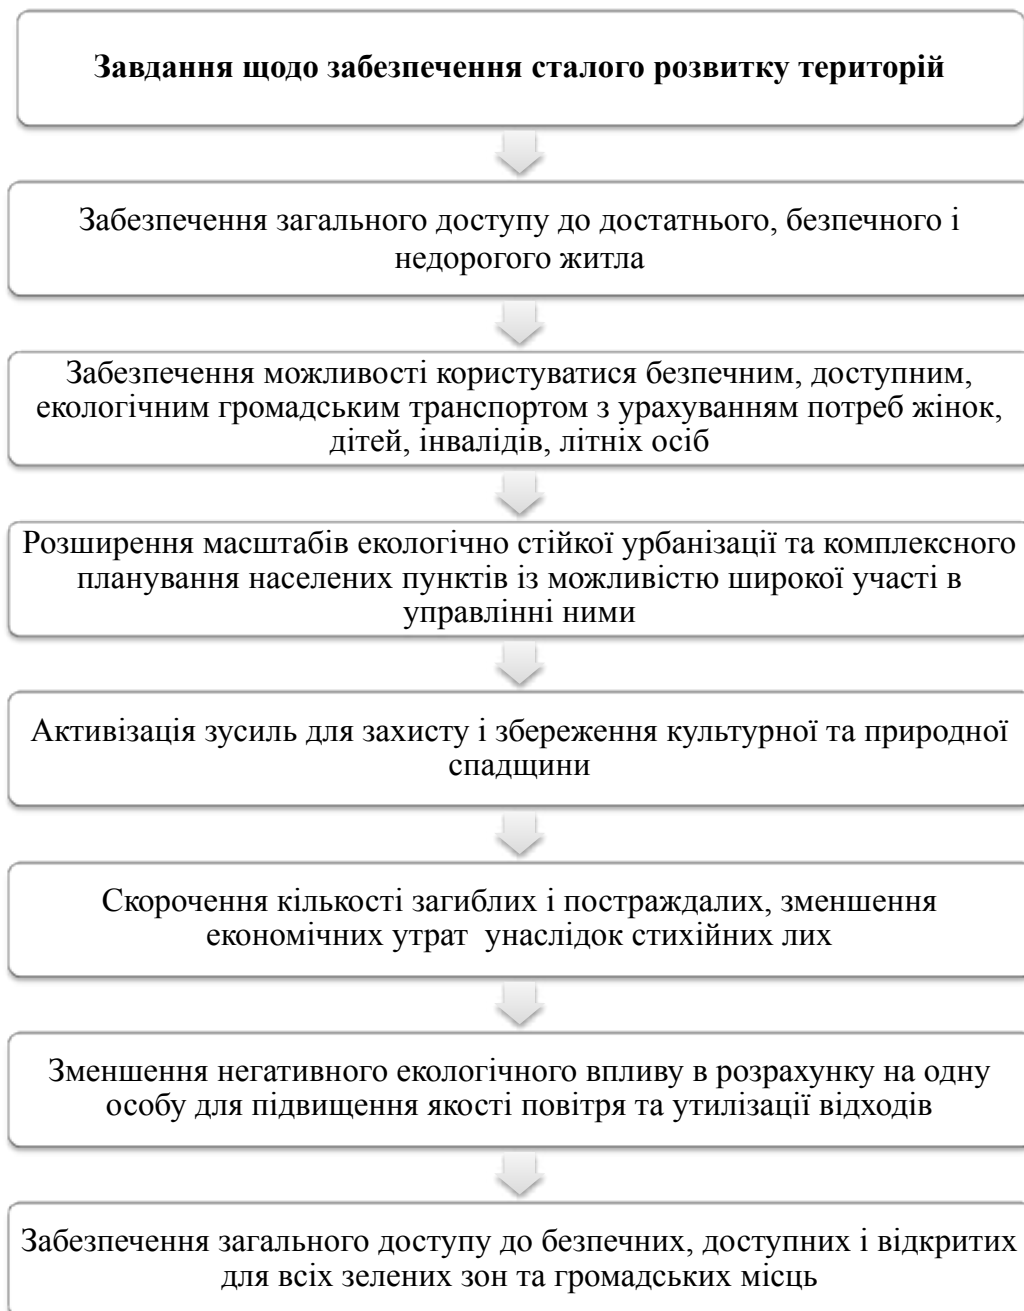 Завдання щодо забезпечення сталого розвитку територій
Забезпечення загального доступу до достатнього, безпечного і
недорогого житла
Забезпечення можливості користуватися безпечним, доступним,
екологічним громадським транспортом з урахуванням потреб жінок,
дітей, інвалідів, літніх осіб
Розширення масштабів екологічно стійкої урбанізації та комплексного
планування населених пунктів із можливістю широкої участі в
управлінні ними
Активізація зусиль для захисту і збереження культурної та природної
спадщини
Скорочення кількості загиблих і постраждалих, зменшення
економічних утрат  унаслідок стихійних лих
Зменшення негативного екологічного впливу в розрахунку на одну
особу для підвищення якості повітря та утилізації відходів
Забезпечення загального доступу до безпечних, доступних і відкритих
для всіх зелених зон та громадських місць